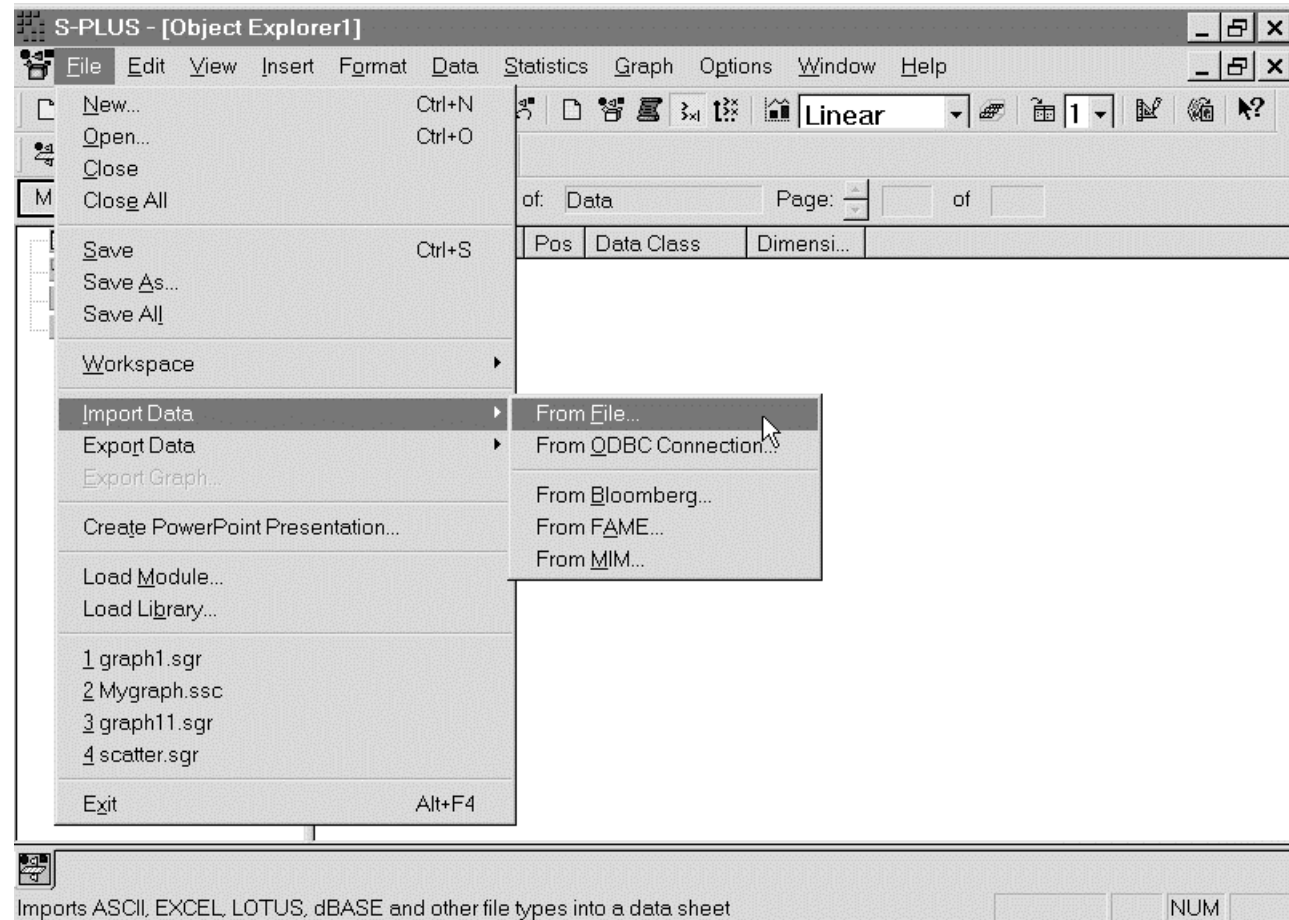 S-PLUS - [Object Explorer1]
File Edit View Insert Format Data Statistics Graph Options Window Help
Linear 1
New... Ctrl+N
Open... Ctrl+O
Close
Close All
M of: Data Page: of
Pos Data Class Dimensi...
Save Ctrl+S
Save As...
Save All
Workspace
Import Data
Export Data
Export Graph...
From File...
From ODBC Connection...
From Bloomberg...
From FAME...
From MIM...
Create PowerPoint Presentation...
Load Module...
Load Library...
1 graph1.sgr
2 Mygraph.ssc
3 graph11.sgr
4 scatter.sgr
Exit Alt+F4
Imports ASCII, EXCEL, LOTUS, dBASE and other file types into a data sheet NUM